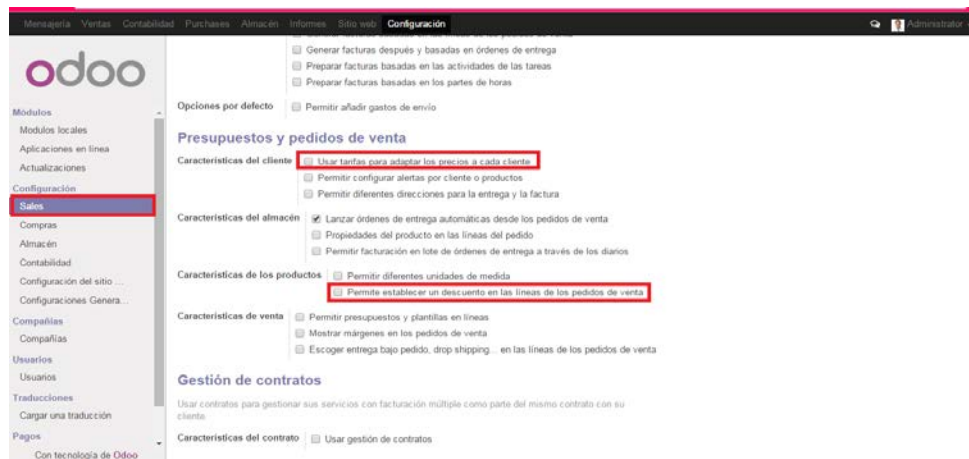 Mensajería Ventas Contabilidad Purchases Almacén Informes Sitio web Configuración Administrator
odoo
Módulos
Modulos locales
Aplicaciones en línea
Actualizaciones
Configuración
Sales
Compras
Almacén
Contabilidad
Configuración del sitio ...
Configuraciones Genera...
Compañías
Compañías
Usuarios
Usuarios
Traducciones
Cargar una traducción
Pagos
Con tecnología de Odoo
Generar facturas después y basadas en órdenes de entrega
Preparar facturas basadas en las actividades de las tareas
Preparar facturas basadas en los partes de horas
Opciones por defecto Permitir añadir gastos de envío
Presupuestos y pedidos de venta
Características del cliente Usar tarifas para adaptar los precios a cada cliente
Permitir configurar alertas por cliente o productos
Permitir diferentes direcciones para la entrega y la factura
Características del almacén Lanzar órdenes de entrega automáticas desde los pedidos de venta
Propiedades del producto en las líneas del pedido
Permitir facturación en lote de órdenes de entrega a través de los diarios
Características de los productos Permitir diferentes unidades de medida
Permite establecer un descuento en las líneas de los pedidos de venta
Características de venta Permitir presupuestos y plantillas en líneas
Mostrar márgenes en los pedidos de venta
Escoger entrega bajo pedido, drop shipping... en las líneas de los pedidos de venta
Gestión de contratos
Usar contratos para gestionar sus servicios con facturación múltiple como parte del mismo contrato con su
cliente.
Características del contrato Usar gestión de contratos